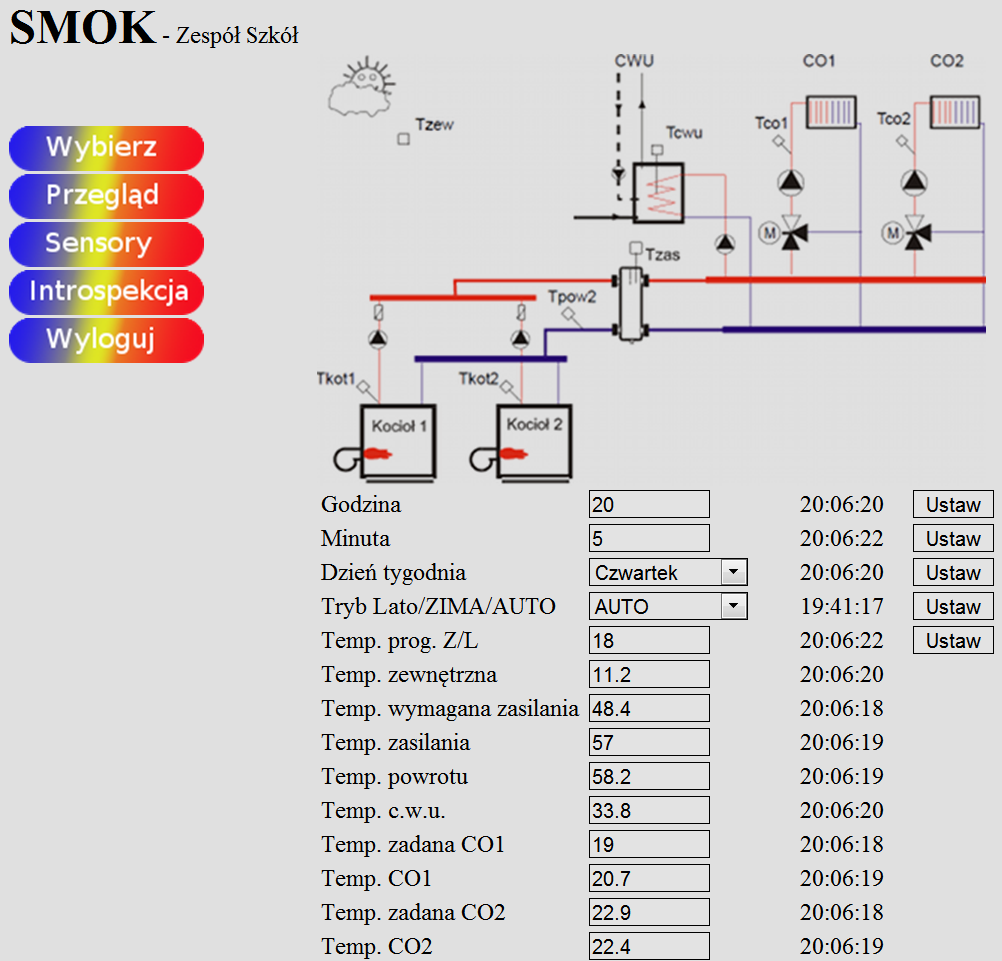 SMOK - Zespół Szkół
Wybierz
Przegląd
Sensory
Introspekcja
Wyloguj
CWU
CO1
CO2
Tzew
Tcwu
Tco1
Tco2
M
M
Tzas
Tpow2
Tkot1
Tkot2
Kocioł 1
Kocioł 2
Godzina 20 20:06:20 Ustaw
Minuta 5 20:06:22 Ustaw
Dzień tygodnia Czwartek 20:06:20 Ustaw
Tryb Lato/ZIMA/AUTO AUTO 19:41:17 Ustaw
Temp. prog. Z/L 18 20:06:22 Ustaw
Temp. zewnętrzna 11.2 20:06:20
Temp. wymagana zasilania 48.4 20:06:18
Temp. zasilania 57 20:06:19
Temp. powrotu 58.2 20:06:19
Temp. c.w.u. 33.8 20:06:20
Temp. zadana CO1 19 20:06:18
Temp. CO1 20.7 20:06:19
Temp. zadana CO2 22.9 20:06:18
Temp. CO2 22.4 20:06:19